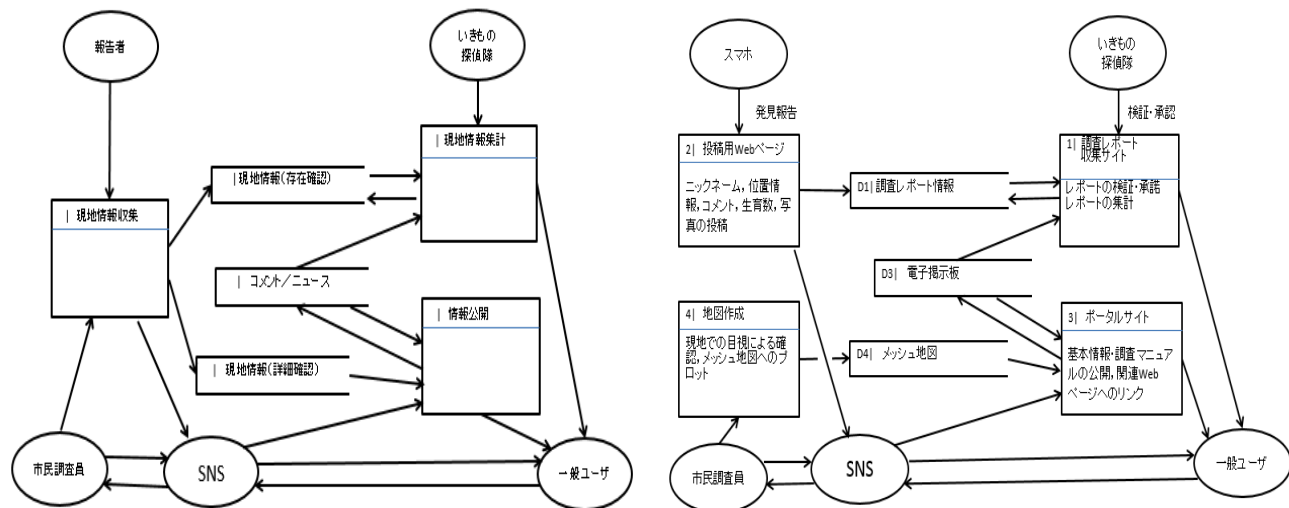 報告者
いきもの
探偵隊
| 現地情報集計
| 現地情報(存在確認)
| 現地情報収集
| コメント/ニュース
| 情報公開
| 現地情報(詳細確認)
市民調査員
SNS
一般ユーザ
スマホ
いきもの
探偵隊
発見報告
検証・承認
2| 投稿用Webページ
ニックネーム, 位置情
報, コメント, 生育数, 写
真の投稿
D1| 調査レポート情報
1| 調査レポート
収集サイト
レポートの検証・承諾
レポートの集計
D3| 電子掲示板
4| 地図作成
現地での目視による確
認, メッシュ地図へのプ
ロット
D4| メッシュ地図
3| ポータルサイト
基本情報・調査マニュア
ルの公開, 関連Web
ページへのリンク
市民調査員
SNS
一般ユーザ